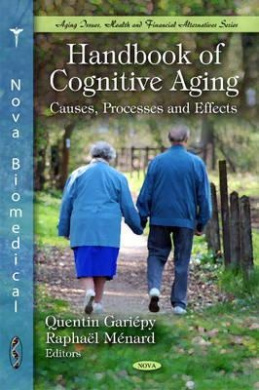 Aging Issues, Health and Financial Alternatives Series
Handbook of
Cognitive Aging
Causes, Processes and Effects
Nova Biomedical
Quentin Gariépy
Raphaël Ménard
Editors
NOVA